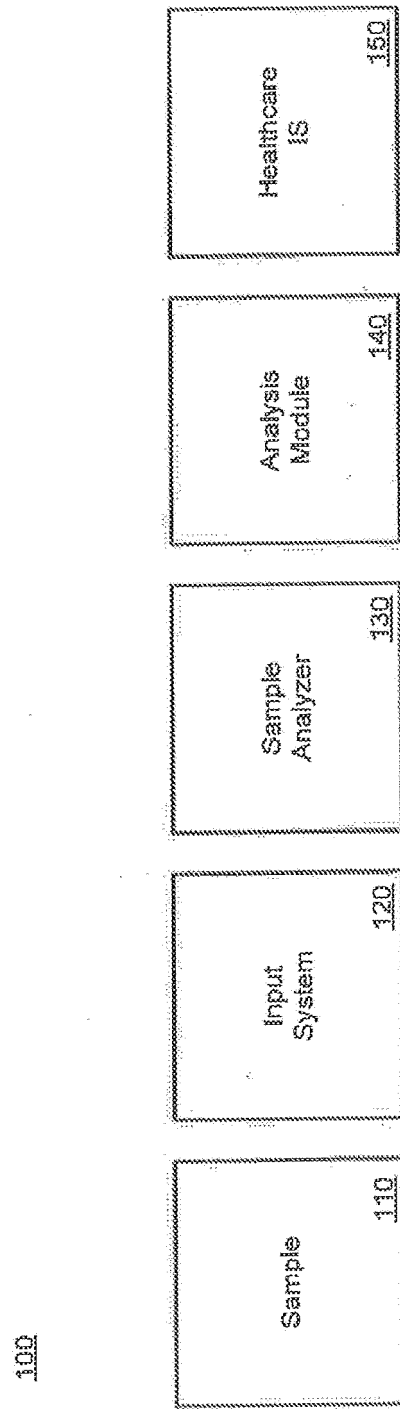 100
Sample
110
Input
System
120
Sample
Analyzer
130
Analysis
Module
140
Healthcare
IS
150